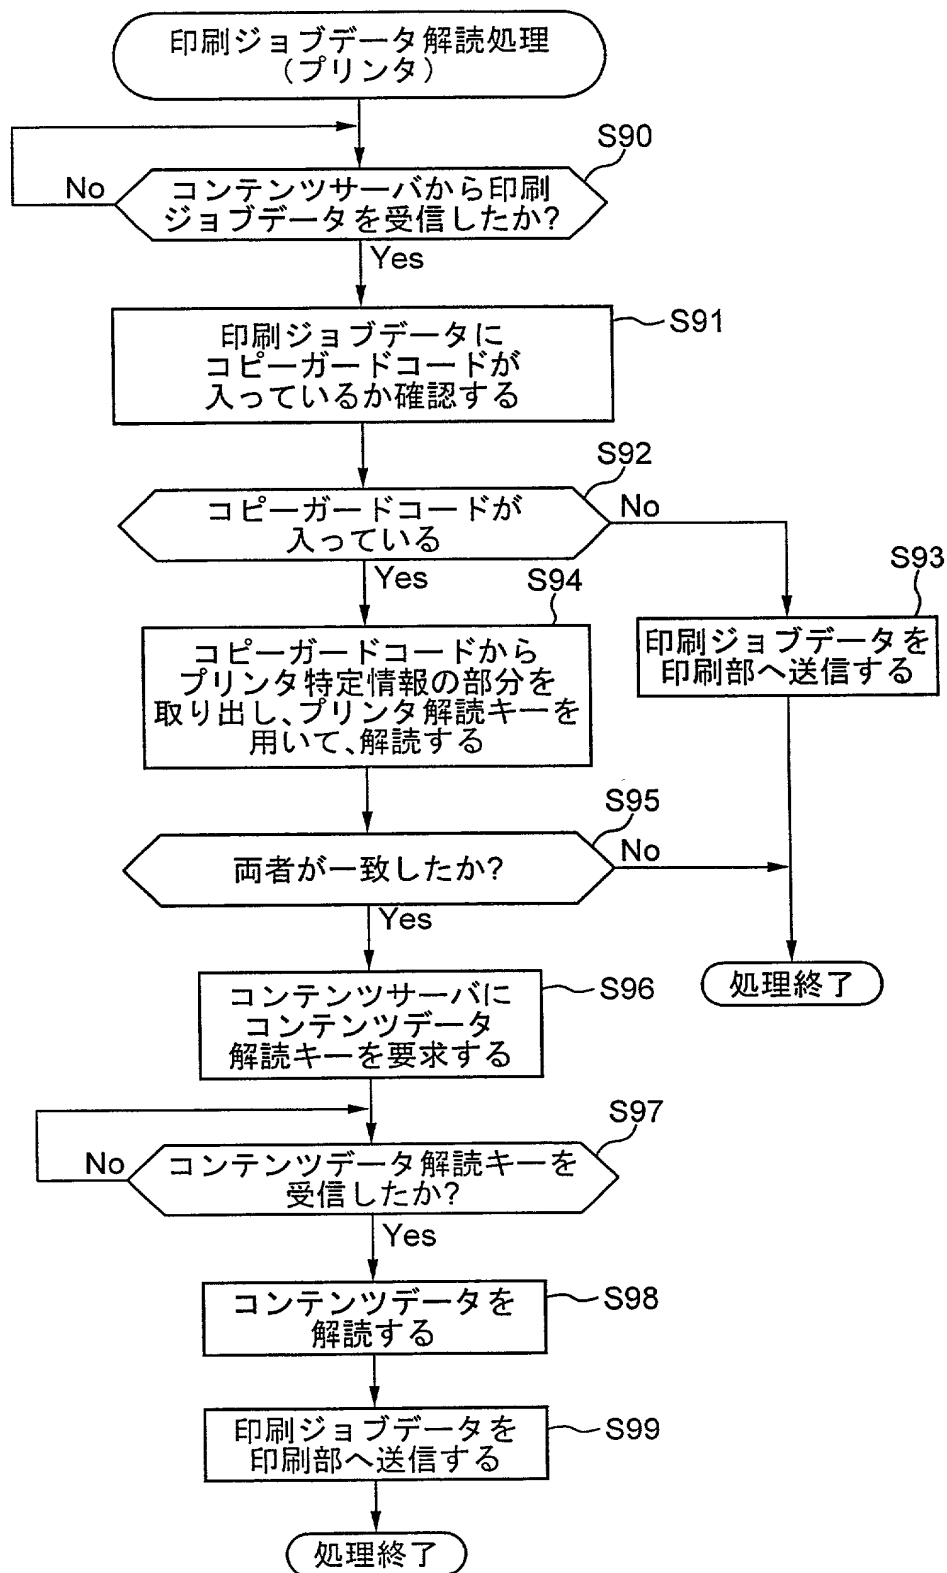 印刷ジョブデータ解読処理
（プリンタ）
S90
No
コンテンツサーバから印刷
ジョブデータを受信したか?
Yes
S91
印刷ジョブデータに
コピーガードコードが
入っているか確認する
S92
コピーガードコードが
入っている
No
Yes
S93
印刷ジョブデータを
印刷部へ送信する
S94
コピーガードコードから
プリンタ特定情報の部分を
取り出し、プリンタ解読キーを
用いて、解読する
S95
両者が一致したか?
No
Yes
処理終了
S96
コンテンツサーバに
コンテンツデータ
解読キーを要求する
S97
No
コンテンツデータ解読キーを
受信したか?
Yes
S98
コンテンツデータを
解読する
S99
印刷ジョブデータを
印刷部へ送信する
処理終了